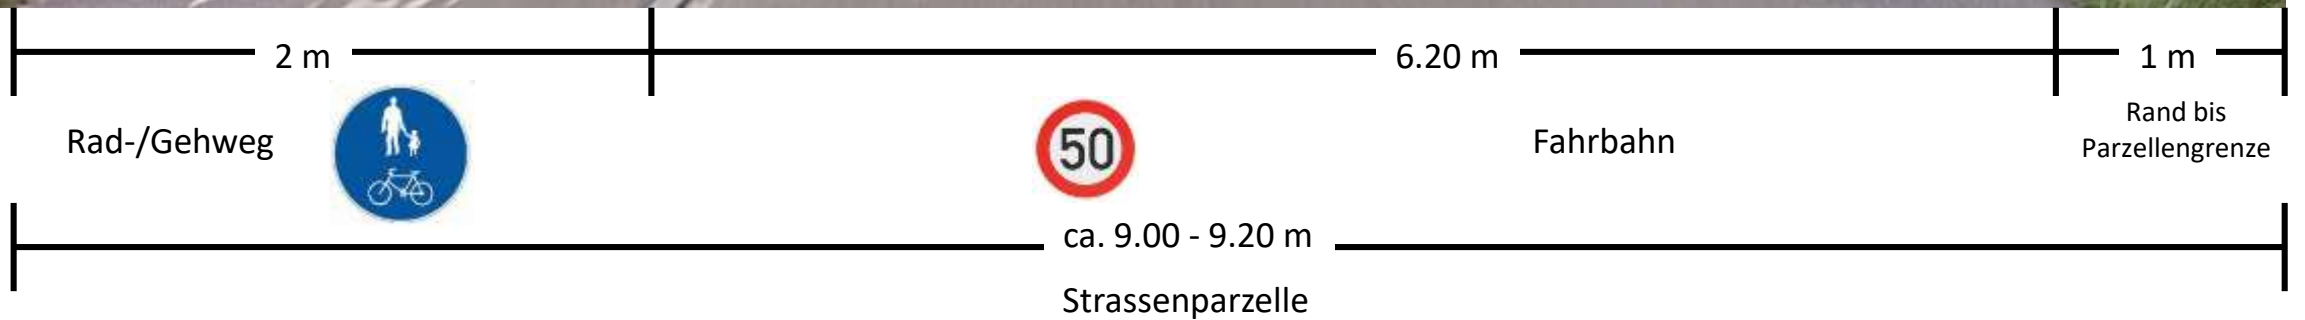 2 m
6.20 m
1 m
Rad-/Gehweg
50
Fahrbahn
Rand bis
Parzellengrenze
ca. 9.00 - 9.20 m
Strassenparzelle